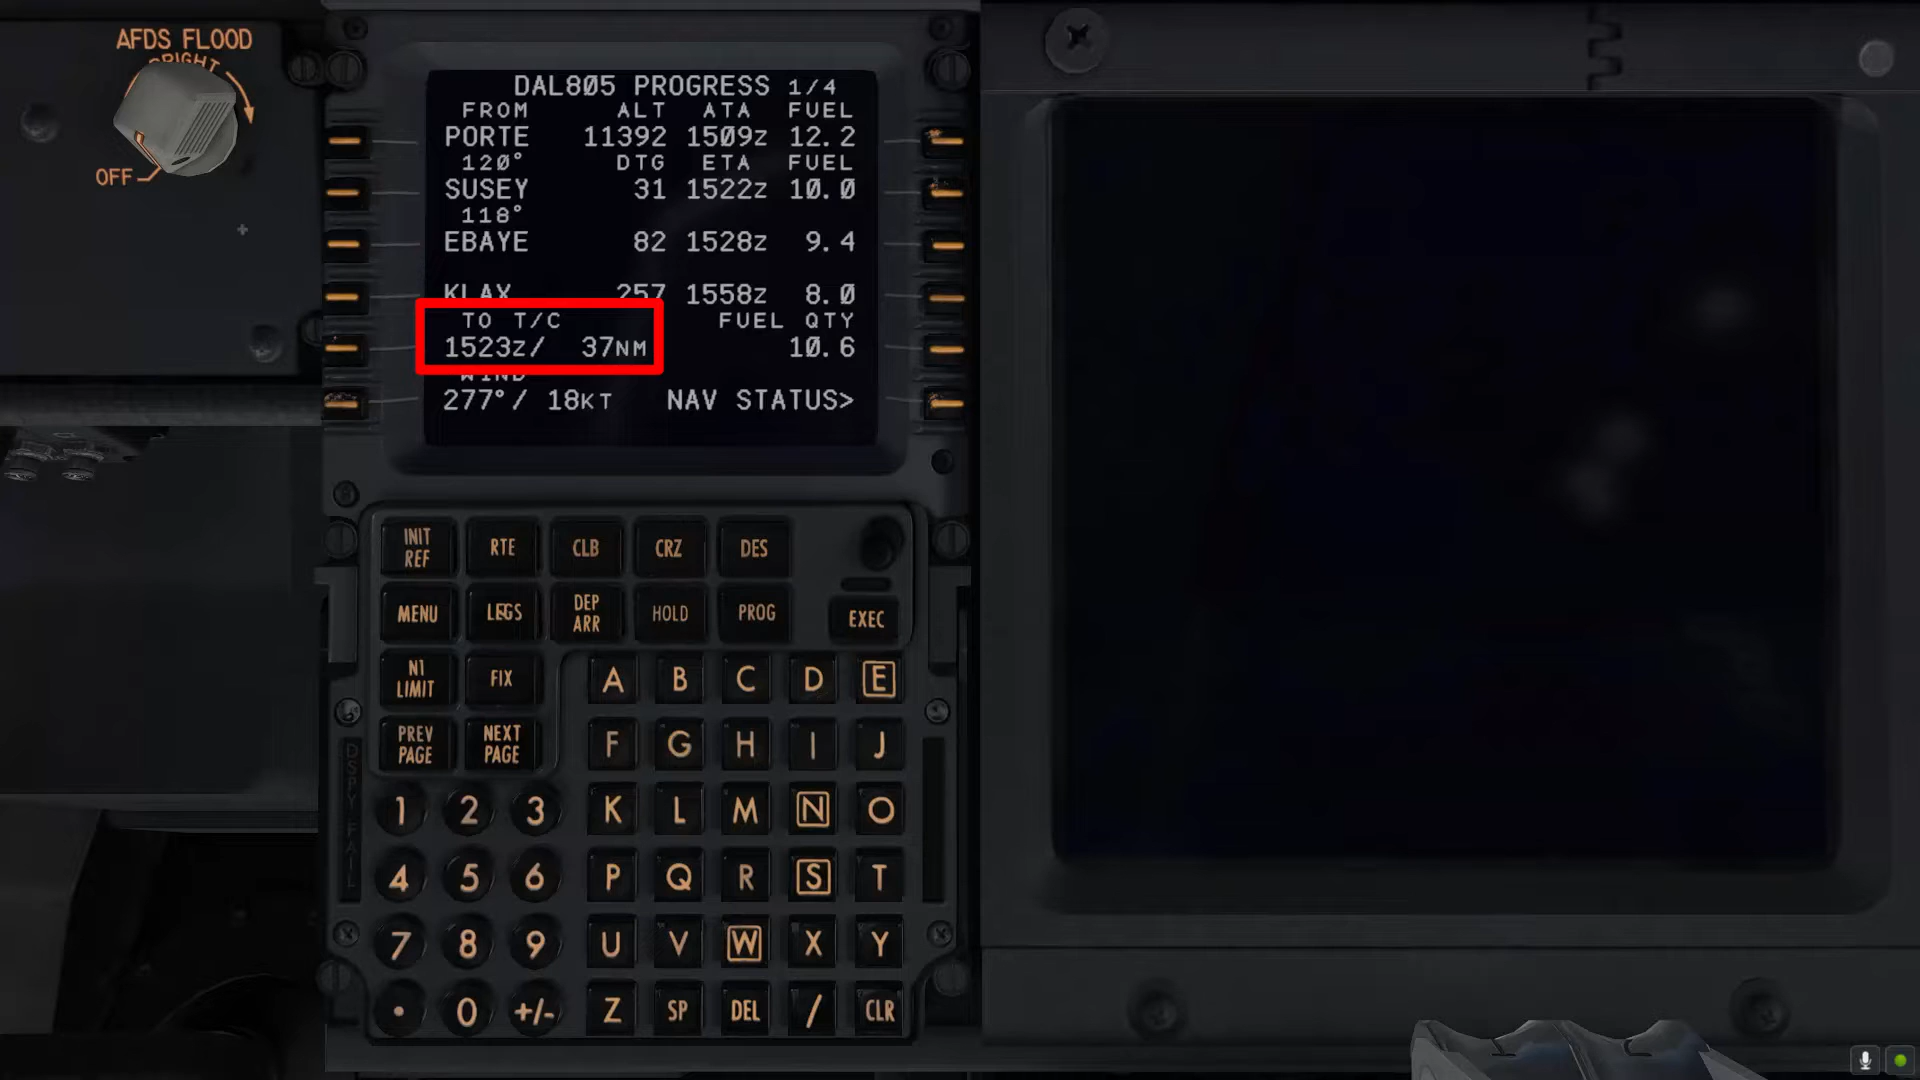 AFDS FLOOD
BRIGHT
OFF
DAL805 PROGRESS 1/4
FROM ALT ATA FUEL
PORTE 11392 1509z 12.2
120° DTG ETA FUEL
SUSEY 31 1522z 10.0
118°
EBAYE 82 1528z 9.4
KLAX 257 1558z 8.0
TO T/C FUEL QTY
1523z/ 37NM 10.6
WIND
277°/ 18KT NAV STATUS>
INIT REF RTE CLB CRZ DES
MENU LEGS DEP ARR HOLD PROG EXEC
N1 LIMIT FIX
PREV PAGE NEXT PAGE
A B C D E
F G H I J
K L M N O
P Q R S T
U V W X Y
Z SP DEL / CLR
1 2 3
4 5 6
7 8 9
. 0 +/-
DSPY FAIL